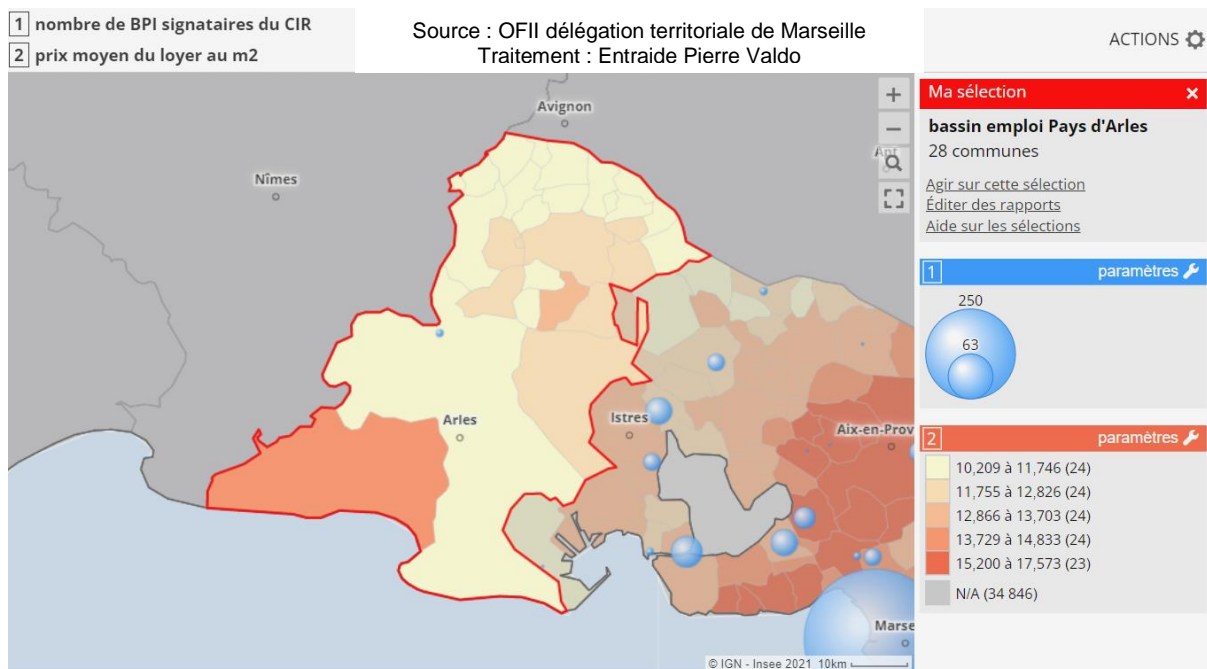 1 nombre de BPI signataires du CIR
2 prix moyen du loyer au m2
Source : OFII délégation territoriale de Marseille
Traitement : Entraide Pierre Valdo
ACTIONS
Avignon
Nîmes
Apt
Arles
Istres
Aix-en-Prov
Marse
© IGN - Insee 2021 10km
+
−
Ma sélection ×
bassin emploi Pays d'Arles
28 communes
Agir sur cette sélection
Éditer des rapports
Aide sur les sélections
1 paramètres
250
63
2 paramètres
10,209 à 11,746 (24)
11,755 à 12,826 (24)
12,866 à 13,703 (24)
13,729 à 14,833 (24)
15,200 à 17,573 (23)
N/A (34 846)